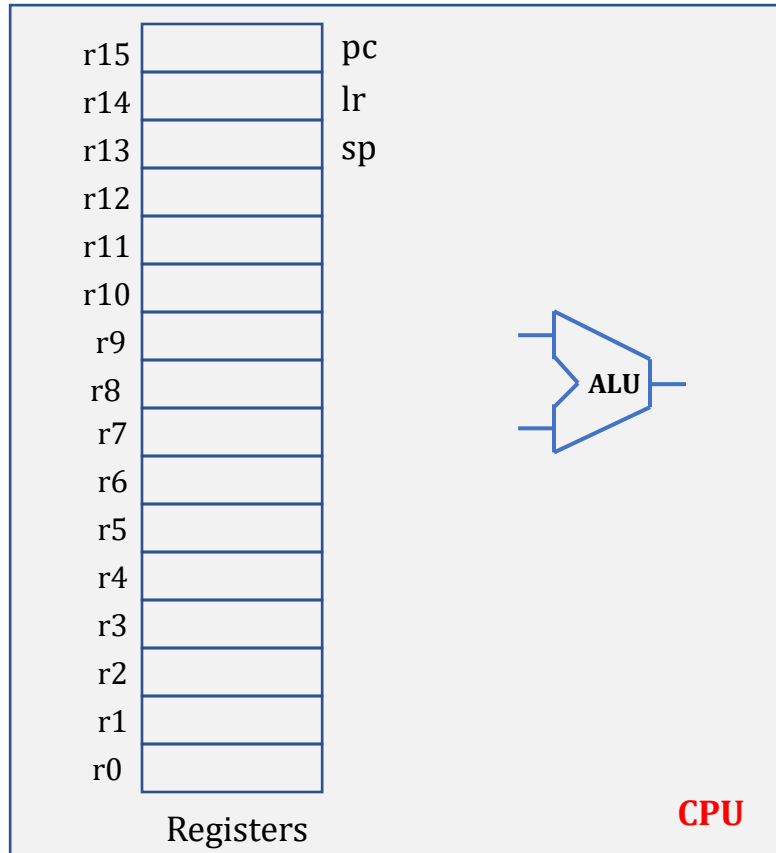 r15 pc
r14 lr
r13 sp
r12
r11
r10
r9
r8
r7
r6
r5
r4
r3
r2
r1
r0
ALU
Registers
CPU